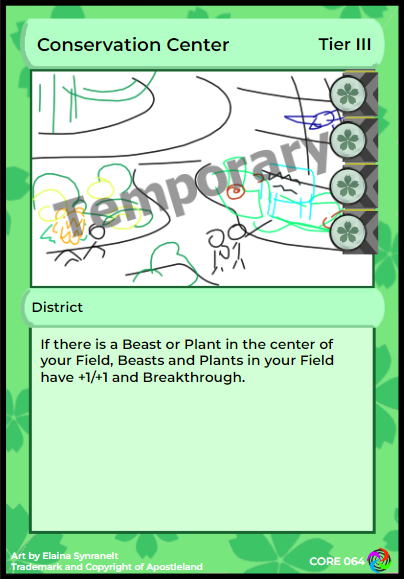 Conservation Center
Tier III
Temporary
District
If there is a Beast or Plant in the center of
your Field, Beasts and Plants in your Field
have +1/+1 and Breakthrough.
Art by Elaina Synranelt
Trademark and Copyright of Apostleland
CORE 064